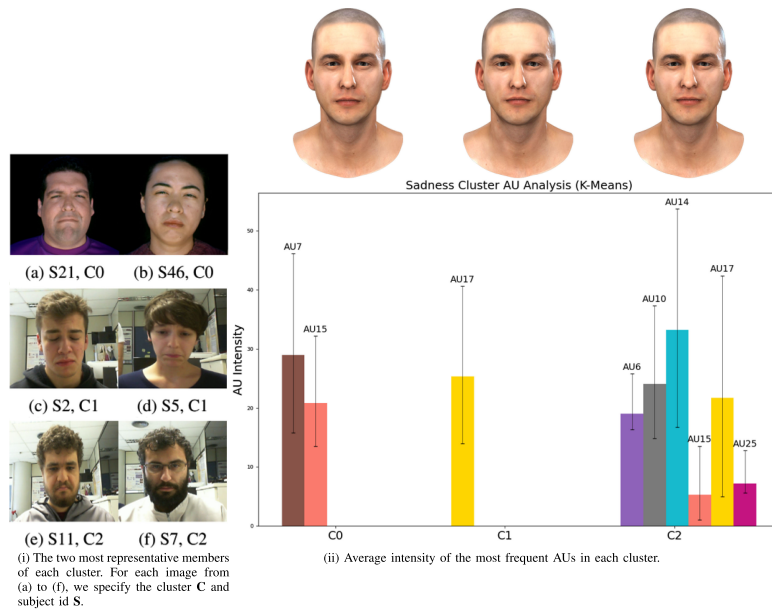 (a) S21, C0
(b) S46, C0
(c) S2, C1
(d) S5, C1
(e) S11, C2
(f) S7, C2
(i) The two most representative members
of each cluster. For each image from
(a) to (f), we specify the cluster C and
subject id S.
Sadness Cluster AU Analysis (K-Means)
AU Intensity
50
40
30
20
10
0
AU7
AU15
AU17
AU6
AU10
AU14
AU15
AU17
AU25
C0
C1
C2
(ii) Average intensity of the most frequent AUs in each cluster.